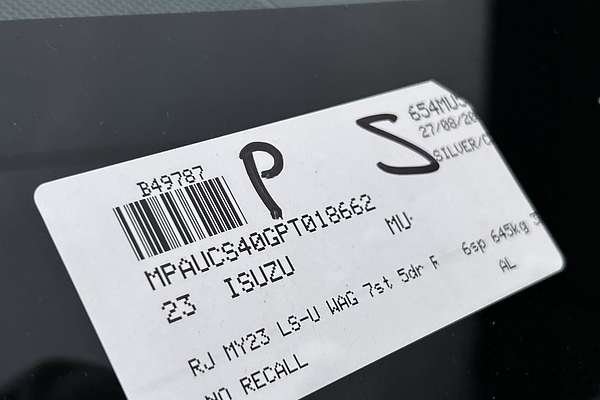 B49787
P S
654MU
27/08/20
SILVER/C
MPAUCS40GPT018662
23 ISUZU MU-
RJ MY23 LS-U WAG 7st 5dr 6sp 645kg
AL
NO RECALL